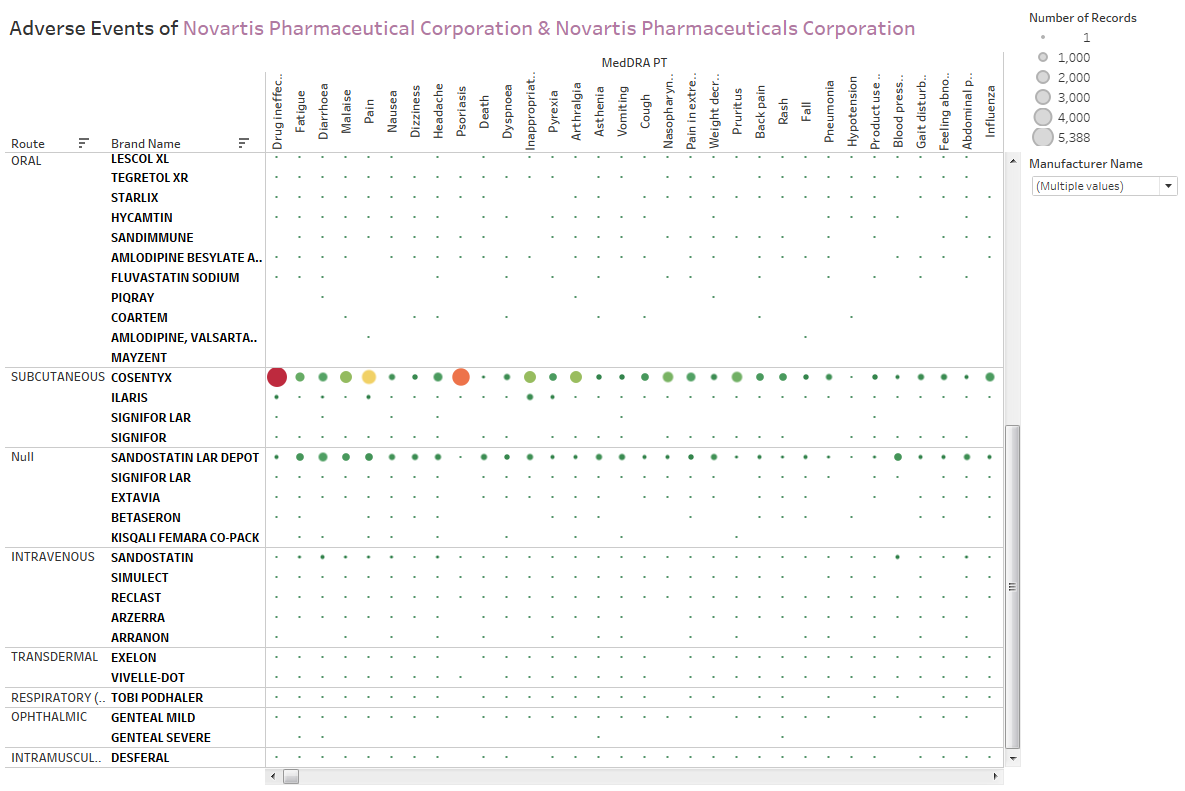 Adverse Events of Novartis Pharmaceutical Corporation & Novartis Pharmaceuticals Corporation
Number of Records
1
1,000
2,000
3,000
4,000
5,388
Manufacturer Name
(Multiple values)
MedDRA PT
Route
Brand Name
Drug ineffec..
Fatigue
Diarrhoea
Malaise
Pain
Nausea
Dizziness
Headache
Psoriasis
Death
Dyspnoea
Inappropriat..
Pyrexia
Arthralgia
Asthenia
Vomiting
Cough
Nasopharyn..
Pain in extre..
Weight decr..
Pruritus
Back pain
Rash
Fall
Pneumonia
Hypotension
Product use ..
Blood press..
Gait disturb..
Feeling abno..
Abdominal p..
Influenza
ORAL
LESCOL XL
TEGRETOL XR
STARLIX
HYCAMTIN
SANDIMMUNE
AMLODIPINE BESYLATE A..
FLUVASTATIN SODIUM
PIQRAY
COARTEM
AMLODIPINE, VALSARTA..
MAYZENT
SUBCUTANEOUS COSENTYX
ILARIS
SIGNIFOR LAR
SIGNIFOR
Null SANDOSTATIN LAR DEPOT
SIGNIFOR LAR
EXTAVIA
BETASERON
KISQALI FEMARA CO-PACK
INTRAVENOUS SANDOSTATIN
SIMULECT
RECLAST
ARZERRA
ARRANON
TRANSDERMAL EXELON
VIVELLE-DOT
RESPIRATORY (.. TOBI PODHALER
OPHTHALMIC GENTEAL MILD
GENTEAL SEVERE
INTRAMUSCUL.. DESFERAL